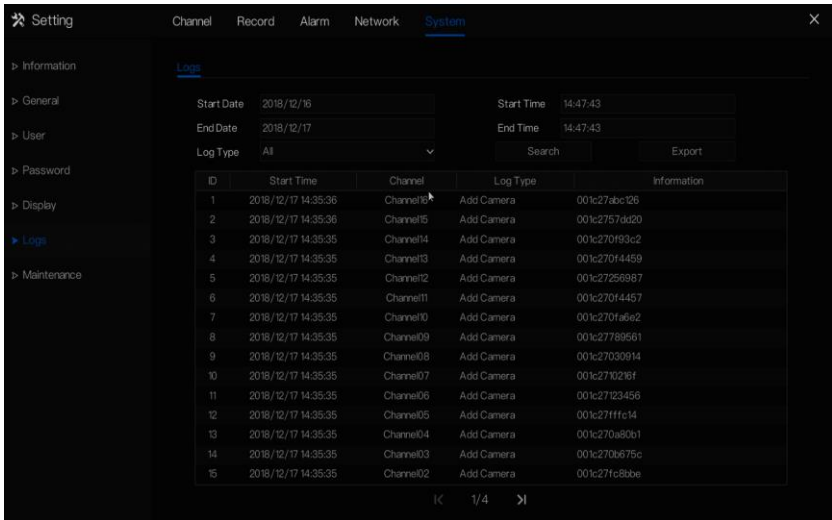 Setting Channel Record Alarm Network System X
Information
General
User
Password
Display
Logs
Maintenance
Logs
Start Date 2018/12/16 Start Time 14:47:43
End Date 2018/12/17 End Time 14:47:43
Log Type All Search Export
ID Start Time Channel Log Type Information
1 2018/12/17 14:35:36 Channel16 Add Camera 001c27abc126
2 2018/12/17 14:35:36 Channel15 Add Camera 001c2757dd20
3 2018/12/17 14:35:35 Channel14 Add Camera 001c270f93c2
4 2018/12/17 14:35:35 Channel13 Add Camera 001c270f4459
5 2018/12/17 14:35:35 Channel12 Add Camera 001c27256987
6 2018/12/17 14:35:35 Channel11 Add Camera 001c270f4457
7 2018/12/17 14:35:35 Channel10 Add Camera 001c270fa6e2
8 2018/12/17 14:35:35 Channel09 Add Camera 001c27789561
9 2018/12/17 14:35:35 Channel08 Add Camera 001c27030914
10 2018/12/17 14:35:35 Channel07 Add Camera 001c2710216f
11 2018/12/17 14:35:35 Channel06 Add Camera 001c27123456
12 2018/12/17 14:35:35 Channel05 Add Camera 001c27fffc14
13 2018/12/17 14:35:35 Channel04 Add Camera 001c270a80b1
14 2018/12/17 14:35:35 Channel03 Add Camera 001c270b675c
15 2018/12/17 14:35:35 Channel02 Add Camera 001c27fc8bbe
1/4